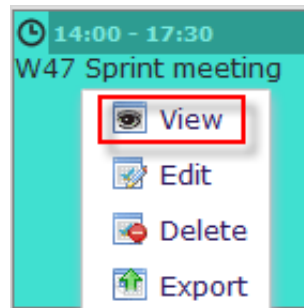 14:00 - 17:30
W47 Sprint meeting
View
Edit
Delete
Export